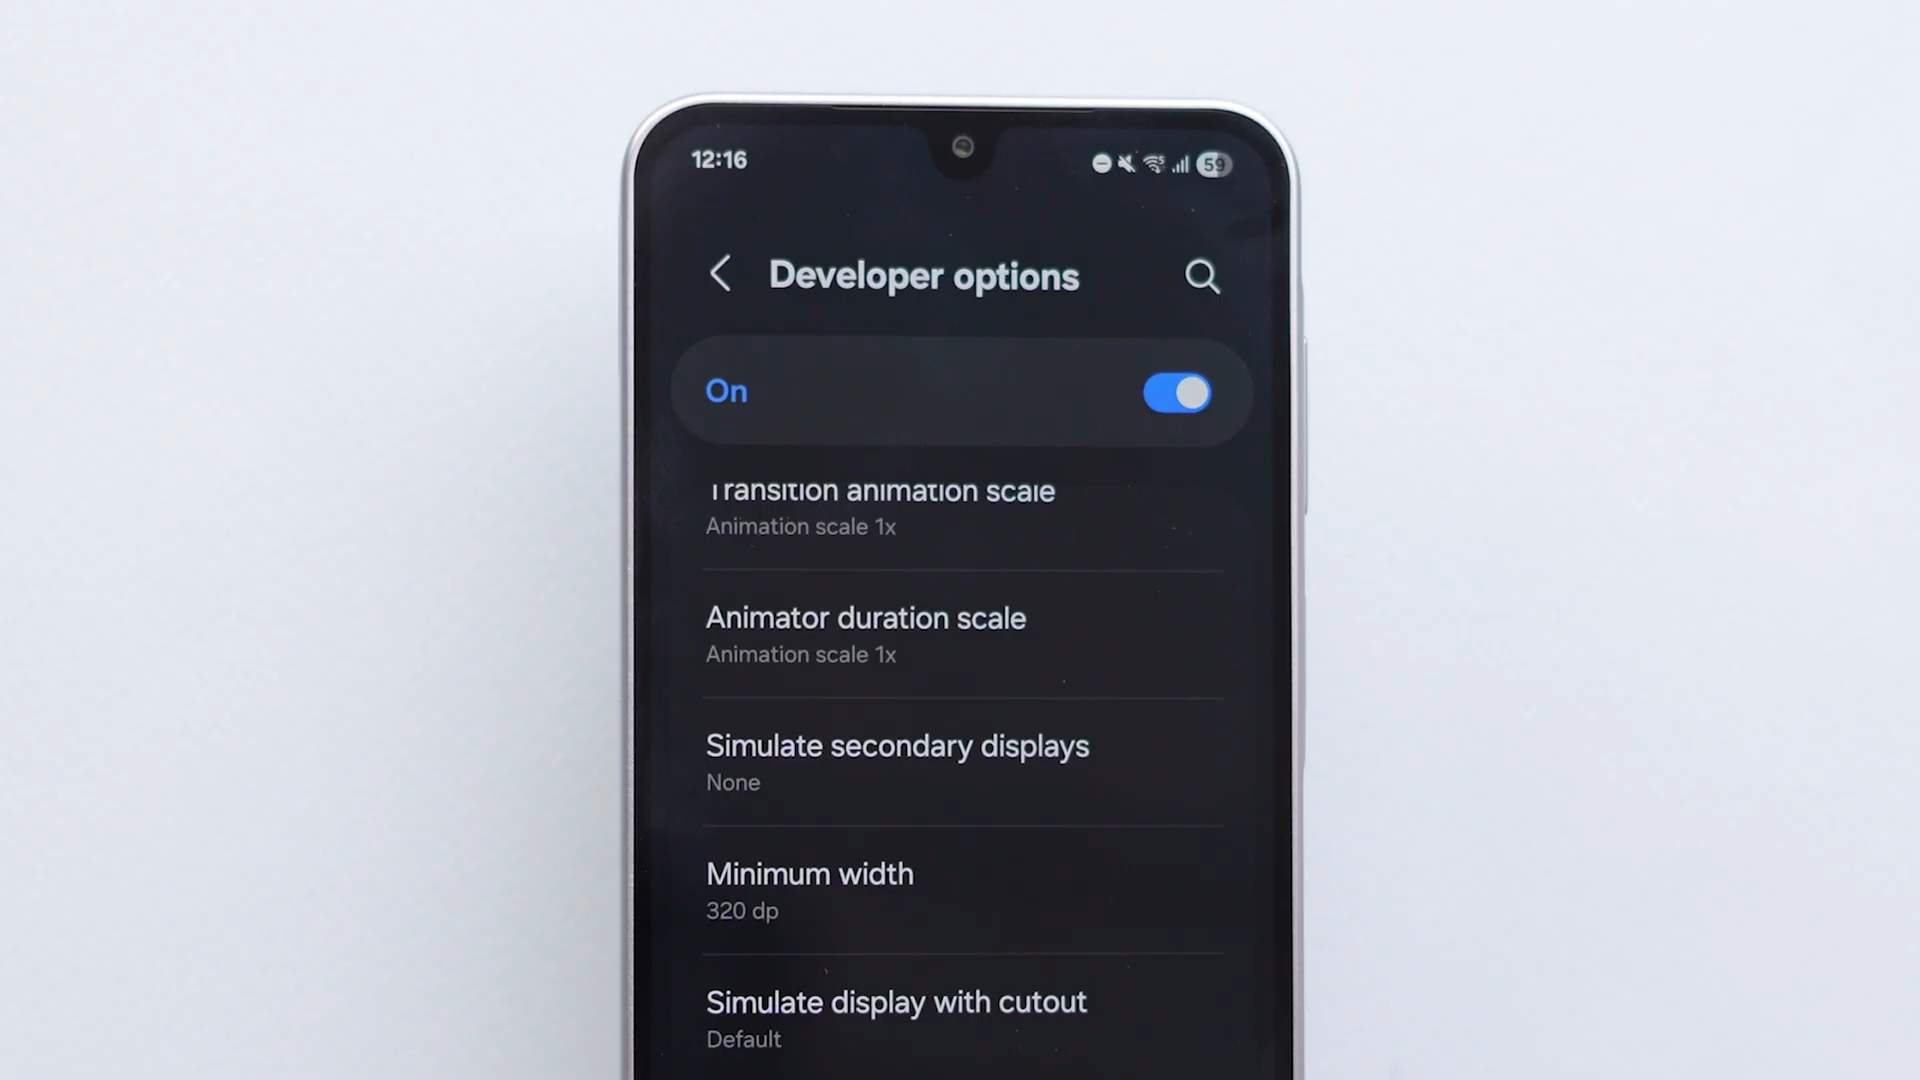 12:16
59
Developer options
On
Transition animation scale
Animation scale 1x
Animator duration scale
Animation scale 1x
Simulate secondary displays
None
Minimum width
320 dp
Simulate display with cutout
Default